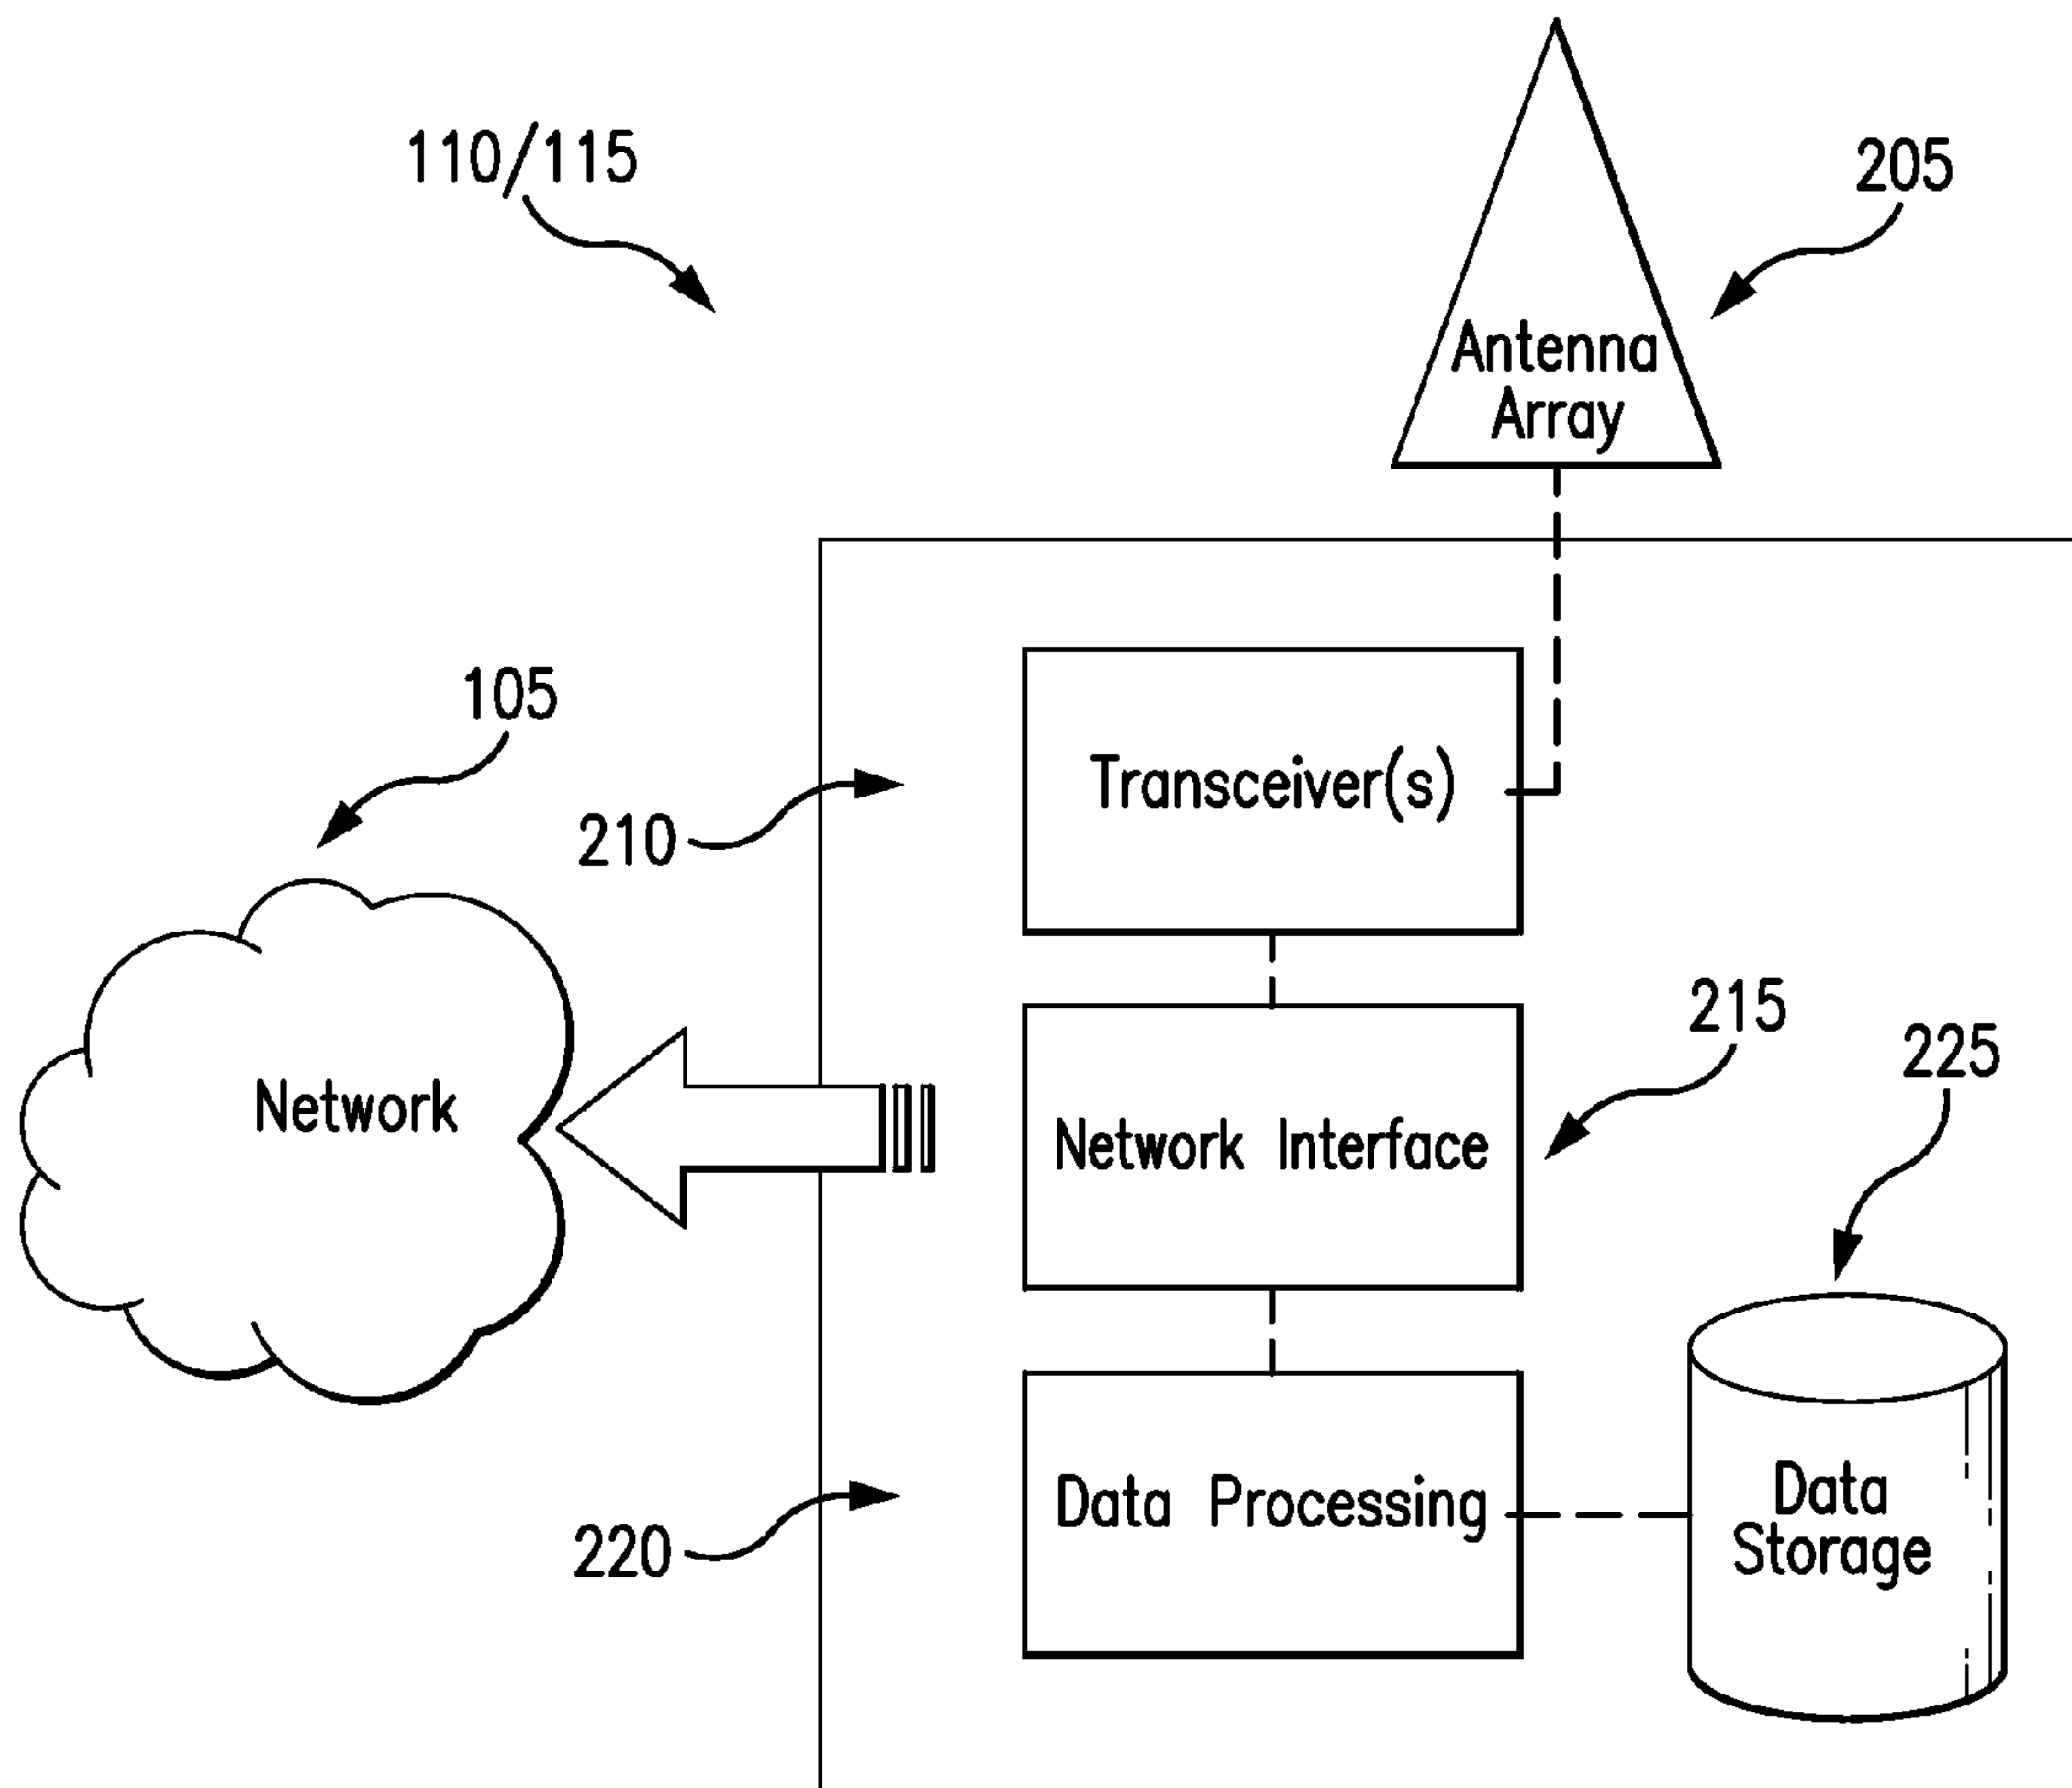 110/115
205
Antenna
Array
105
210
Transceiver(s)
215
225
Network
Network Interface
220
Data Processing
Data
Storage